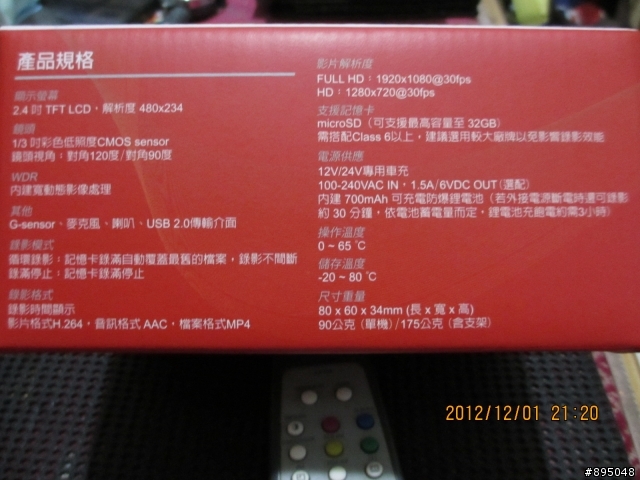 產品規格
顯示螢幕
2.4 吋 TFT LCD，解析度 480x234
鏡頭
1/3 吋彩色低照度CMOS sensor
鏡頭視角：對角120度/對角90度
WDR
內建寬動態影像處理
其他
G-sensor、麥克風、喇叭、USB 2.0傳輸介面
錄影模式
循環錄影：記憶卡錄滿自動覆蓋最舊的檔案，錄影不間斷
錄滿停止：記憶卡錄滿停止
錄影格式
錄影時間顯示
影片格式H.264，音訊格式 AAC，檔案格式MP4
影片解析度
FULL HD：1920x1080@30fps
HD：1280x720@30fps
支援記憶卡
microSD（可支援最高容量至 32GB）
需搭配Class 6以上，建議選用較大廠牌以免影響錄影效能
電源供應
12V/24V專用車充
100-240VAC IN，1.5A/6VDC OUT(選配)
內建 700mAh 可充電防爆鋰電池（若外接電源斷電時還可錄影
約 30 分鐘，依電池蓄電量而定，鋰電池充飽電約需3小時）
操作溫度
0 ~ 65 ℃
儲存溫度
-20 ~ 80 ℃
尺寸重量
80 x 60 x 34mm (長 x 寬 x 高)
90公克 (單機) /175公克 (含支架)
2012/12/01 21:20
#895048